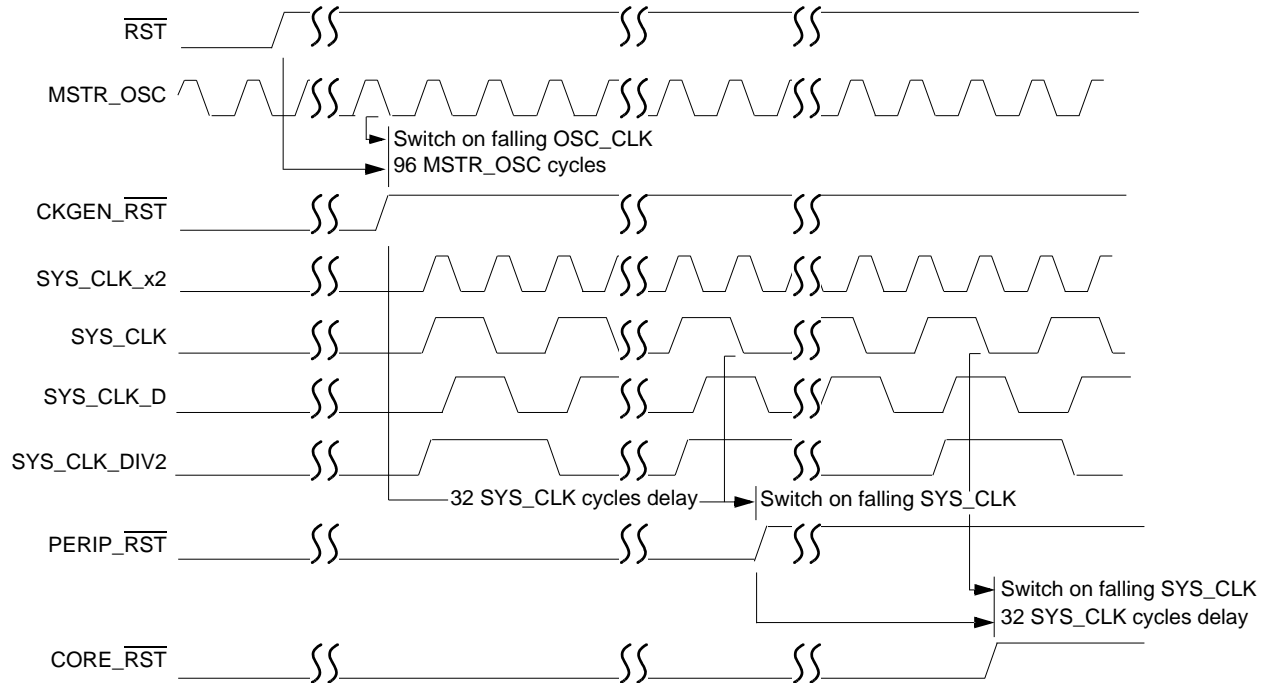 RST
MSTR_OSC
Switch on falling OSC_CLK
96 MSTR_OSC cycles
CKGEN_RST
SYS_CLK_x2
SYS_CLK
SYS_CLK_D
SYS_CLK_DIV2
32 SYS_CLK cycles delay
Switch on falling SYS_CLK
PERIP_RST
Switch on falling SYS_CLK
32 SYS_CLK cycles delay
CORE_RST